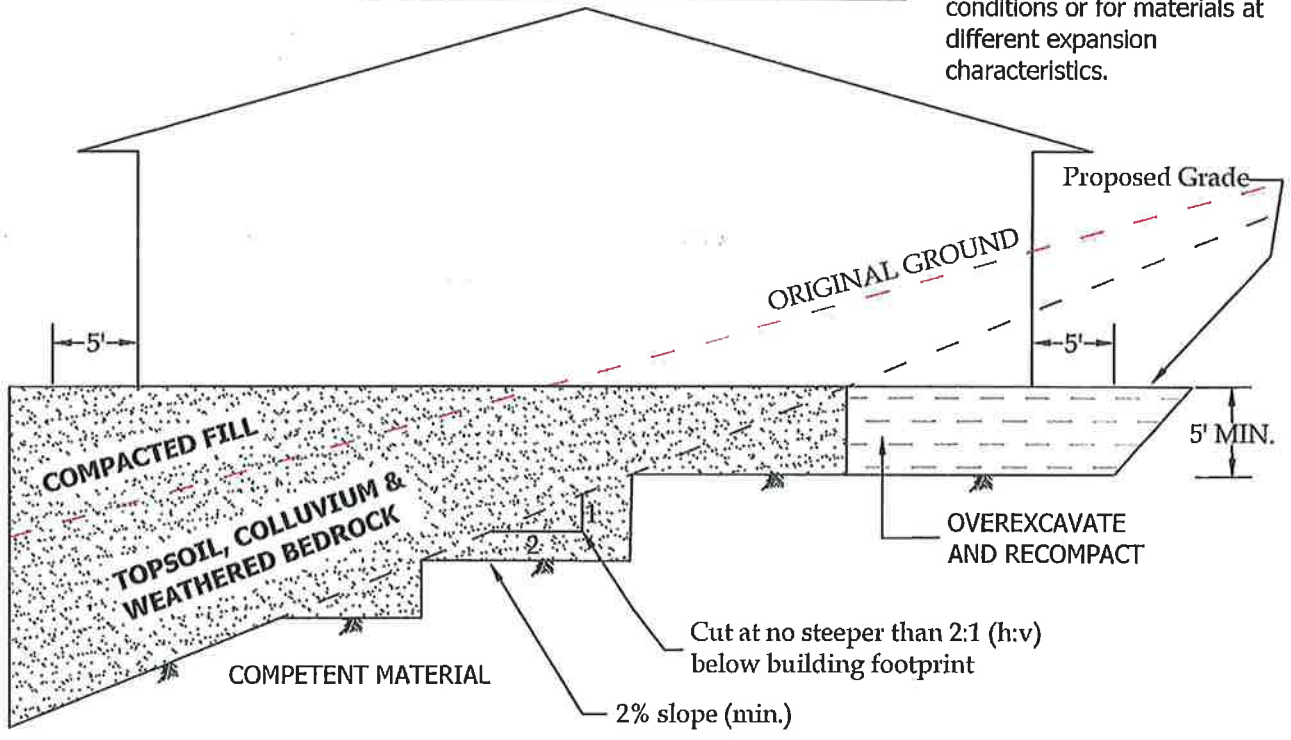 conditions or for materials at
different expansion
characteristics.
Proposed Grade
ORIGINAL GROUND
5'
5'
COMPACTED FILL
5' MIN.
TOPSOIL, COLLUVIUM &
WEATHERED BEDROCK
1
2
OVEREXCAVATE
AND RECOMPACT
Cut at no steeper than 2:1 (h:v)
below building footprint
COMPETENT MATERIAL
2% slope (min.)